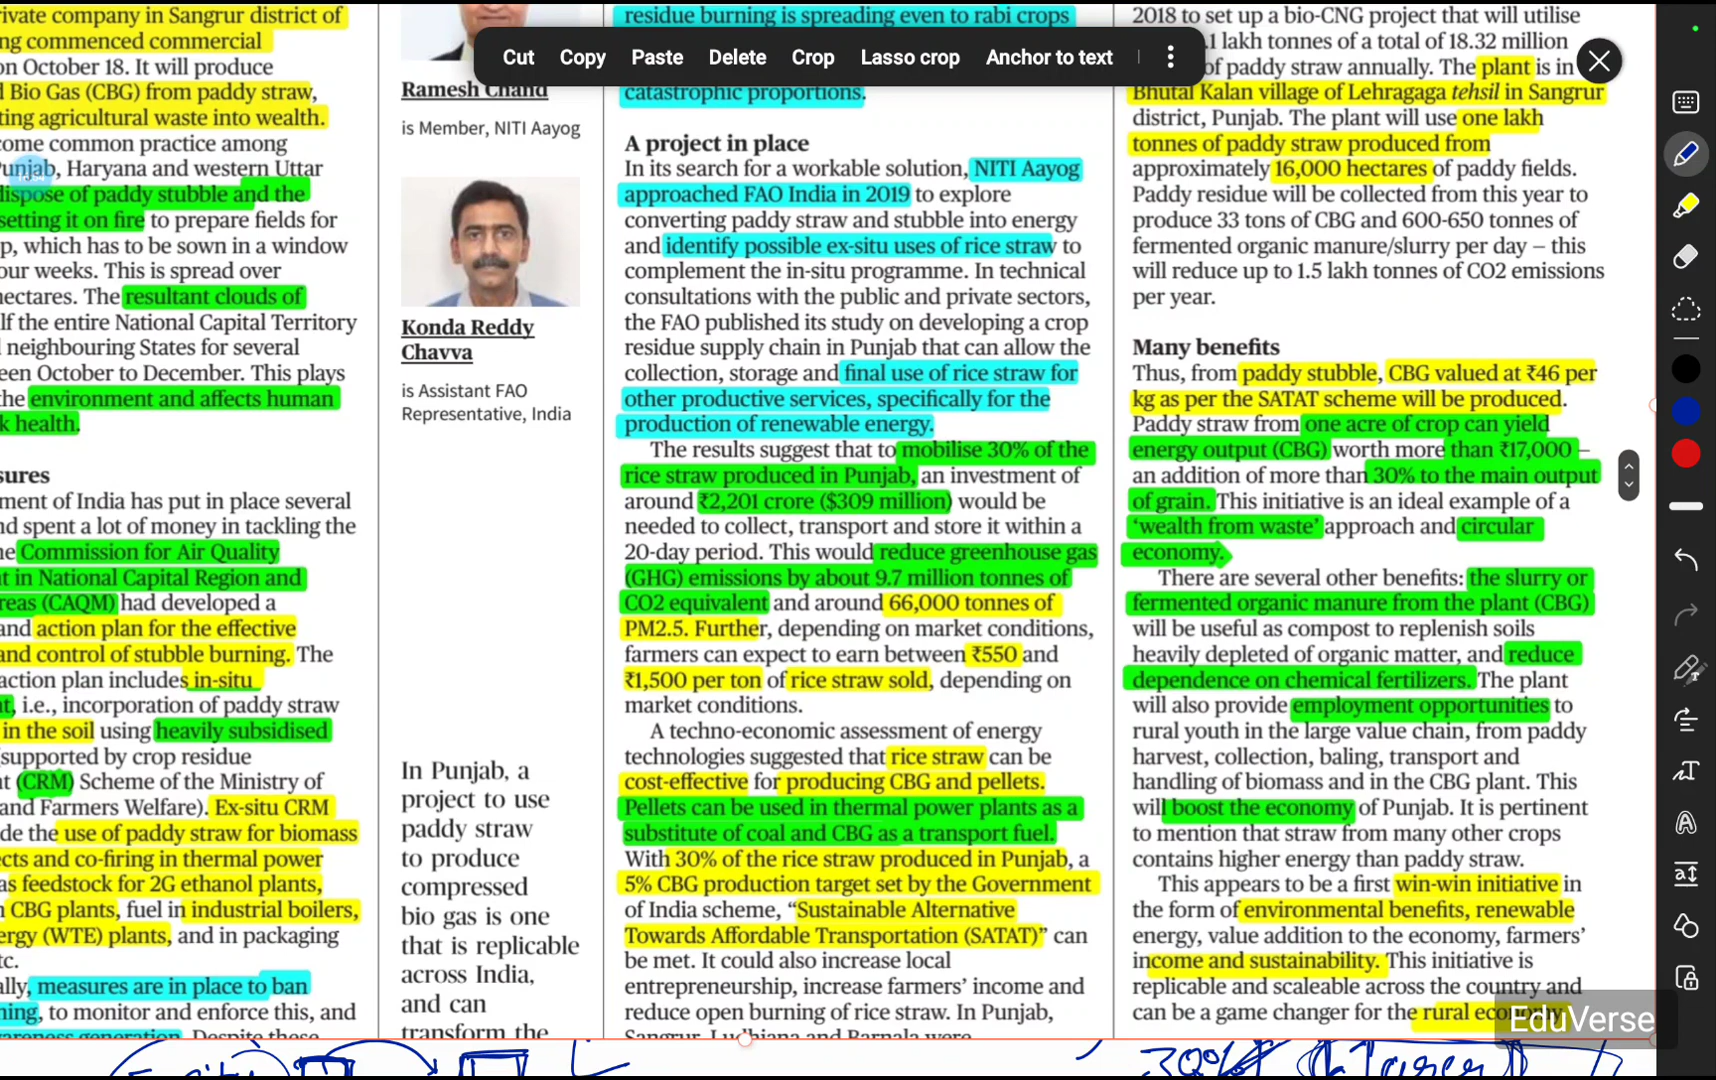 Cut Copy Paste Delete Crop Lasso crop Anchor to text
rivate company in Sangrur district of
ng commenced commercial
on October 18. It will produce
d Bio Gas (CBG) from paddy straw,
ting agricultural waste into wealth.
come common practice among
Punjab, Haryana and western Uttar
dispose of paddy stubble and the
setting it on fire to prepare fields for
p, which has to be sown in a window
our weeks. This is spread over
hectares. The resultant clouds of
lf the entire National Capital Territory
l neighbouring States for several
een October to December. This plays
the environment and affects human
k health.
sures
ment of India has put in place several
nd spent a lot of money in tackling the
ne Commission for Air Quality
t in National Capital Region and
reas (CAQM) had developed a
and action plan for the effective
and control of stubble burning. The
action plan includes in-situ
nt, i.e., incorporation of paddy straw
in the soil using heavily subsidised
(supported by crop residue
nt (CRM) Scheme of the Ministry of
and Farmers Welfare). Ex-situ CRM
de the use of paddy straw for biomass
ects and co-firing in thermal power
as feedstock for 2G ethanol plants,
n CBG plants, fuel in industrial boilers,
ergy (WTE) plants, and in packaging
tc.
ally, measures are in place to ban
ning, to monitor and enforce this, and
Ramesh Chand
is Member, NITI Aayog
Konda Reddy
Chavva
is Assistant FAO
Representative, India
In Punjab, a
project to use
paddy straw
to produce
compressed
bio gas is one
that is replicable
across India,
and can
transform the
residue burning is spreading even to rabi crops
catastrophic proportions.
A project in place
In its search for a workable solution, NITI Aayog
approached FAO India in 2019 to explore
converting paddy straw and stubble into energy
and identify possible ex-situ uses of rice straw to
complement the in-situ programme. In technical
consultations with the public and private sectors,
the FAO published its study on developing a crop
residue supply chain in Punjab that can allow the
collection, storage and final use of rice straw for
other productive services, specifically for the
production of renewable energy.
The results suggest that to mobilise 30% of the
rice straw produced in Punjab, an investment of
around ₹2,201 crore ($309 million) would be
needed to collect, transport and store it within a
20-day period. This would reduce greenhouse gas
(GHG) emissions by about 9.7 million tonnes of
CO2 equivalent and around 66,000 tonnes of
PM2.5. Further, depending on market conditions,
farmers can expect to earn between ₹550 and
₹1,500 per ton of rice straw sold, depending on
market conditions.
A techno-economic assessment of energy
technologies suggested that rice straw can be
cost-effective for producing CBG and pellets.
Pellets can be used in thermal power plants as a
substitute of coal and CBG as a transport fuel.
With 30% of the rice straw produced in Punjab, a
5% CBG production target set by the Government
of India scheme, “Sustainable Alternative
Towards Affordable Transportation (SATAT)” can
be met. It could also increase local
entrepreneurship, increase farmers’ income and
reduce open burning of rice straw. In Punjab,
2018 to set up a bio-CNG project that will utilise
.1 lakh tonnes of a total of 18.32 million
of paddy straw annually. The plant is in
Bhutal Kalan village of Lehragaga tehsil in Sangrur
district, Punjab. The plant will use one lakh
tonnes of paddy straw produced from
approximately 16,000 hectares of paddy fields.
Paddy residue will be collected from this year to
produce 33 tons of CBG and 600-650 tonnes of
fermented organic manure/slurry per day – this
will reduce up to 1.5 lakh tonnes of CO2 emissions
per year.
Many benefits
Thus, from paddy stubble, CBG valued at ₹46 per
kg as per the SATAT scheme will be produced.
Paddy straw from one acre of crop can yield
energy output (CBG) worth more than ₹17,000 –
an addition of more than 30% to the main output
of grain. This initiative is an ideal example of a
‘wealth from waste’ approach and circular
economy.
There are several other benefits: the slurry or
fermented organic manure from the plant (CBG)
will be useful as compost to replenish soils
heavily depleted of organic matter, and reduce
dependence on chemical fertilizers. The plant
will also provide employment opportunities to
rural youth in the large value chain, from paddy
harvest, collection, baling, transport and
handling of biomass and in the CBG plant. This
will boost the economy of Punjab. It is pertinent
to mention that straw from many other crops
contains higher energy than paddy straw.
This appears to be a first win-win initiative in
the form of environmental benefits, renewable
energy, value addition to the economy, farmers’
income and sustainability. This initiative is
replicable and scaleable across the country and
can be a game changer for the rural economy
EduVerse
30%